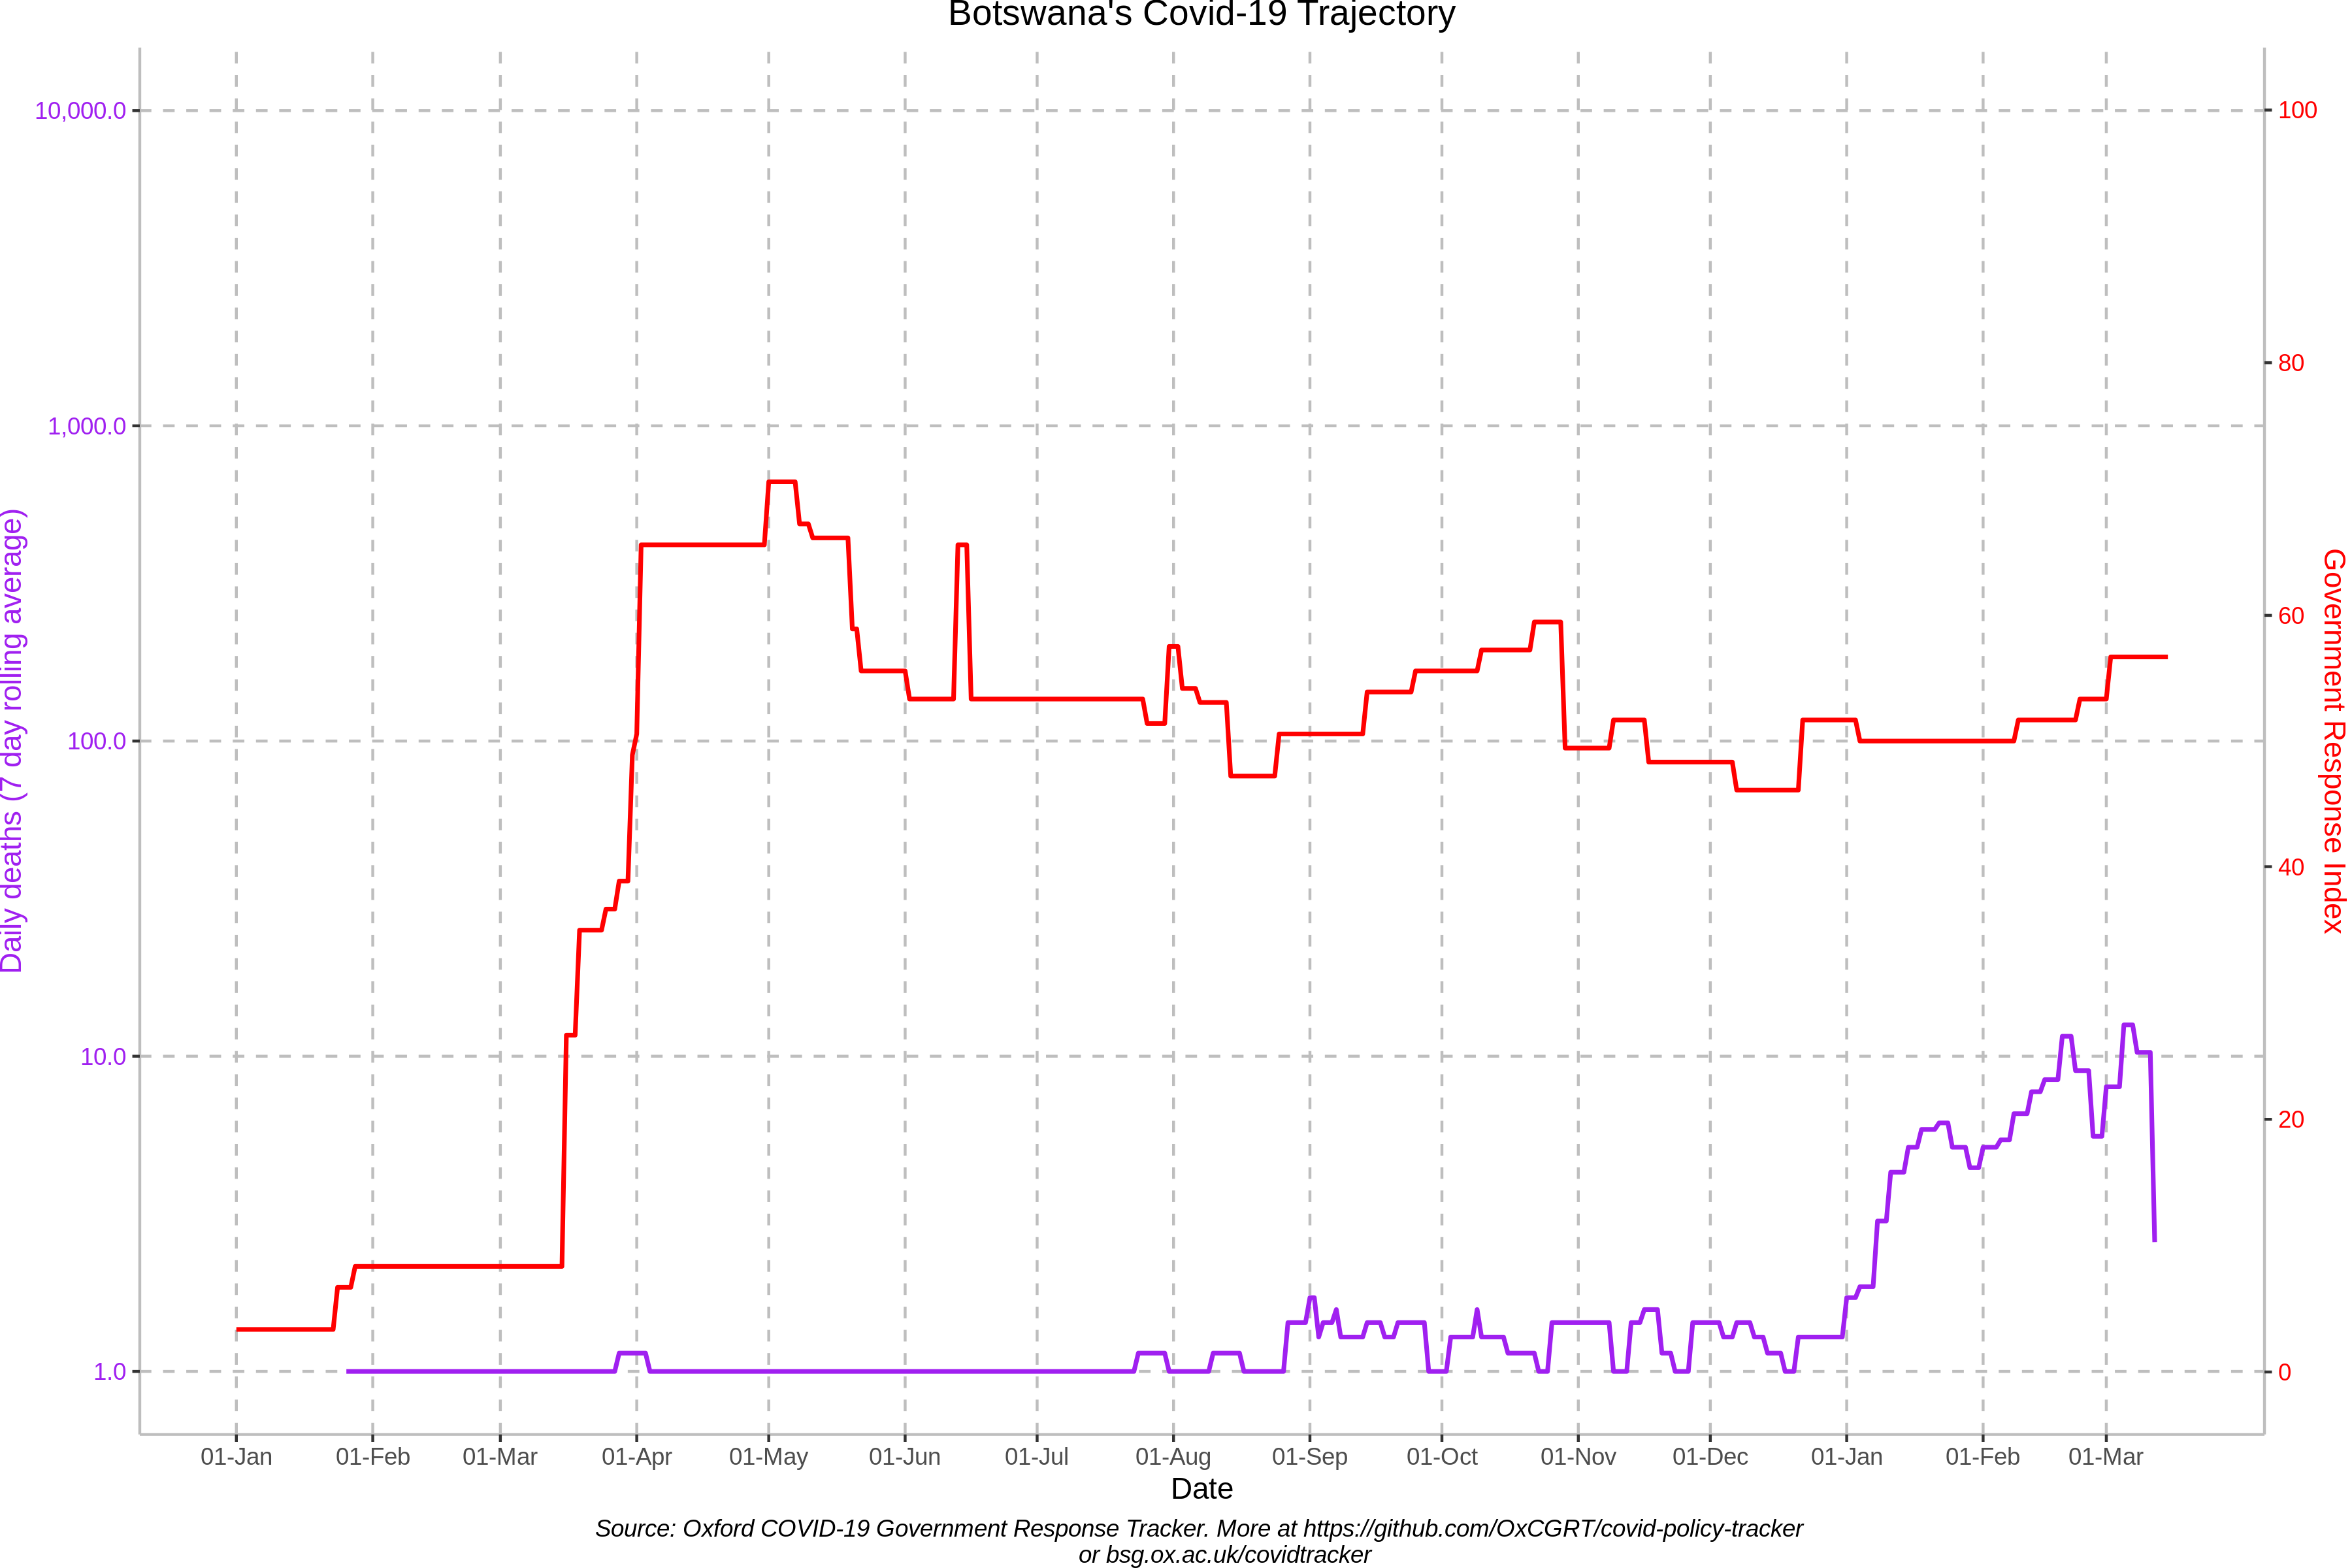 Botswana's Covid-19 Trajectory
10,000.0
1,000.0
100.0
10.0
1.0
Daily deaths (7 day rolling average)
100
80
60
40
20
0
Government Response Index
01-Jan 01-Feb 01-Mar 01-Apr 01-May 01-Jun 01-Jul 01-Aug 01-Sep 01-Oct 01-Nov 01-Dec 01-Jan 01-Feb 01-Mar
Date
Source: Oxford COVID-19 Government Response Tracker. More at https://github.com/OxCGRT/covid-policy-tracker
or bsg.ox.ac.uk/covidtracker